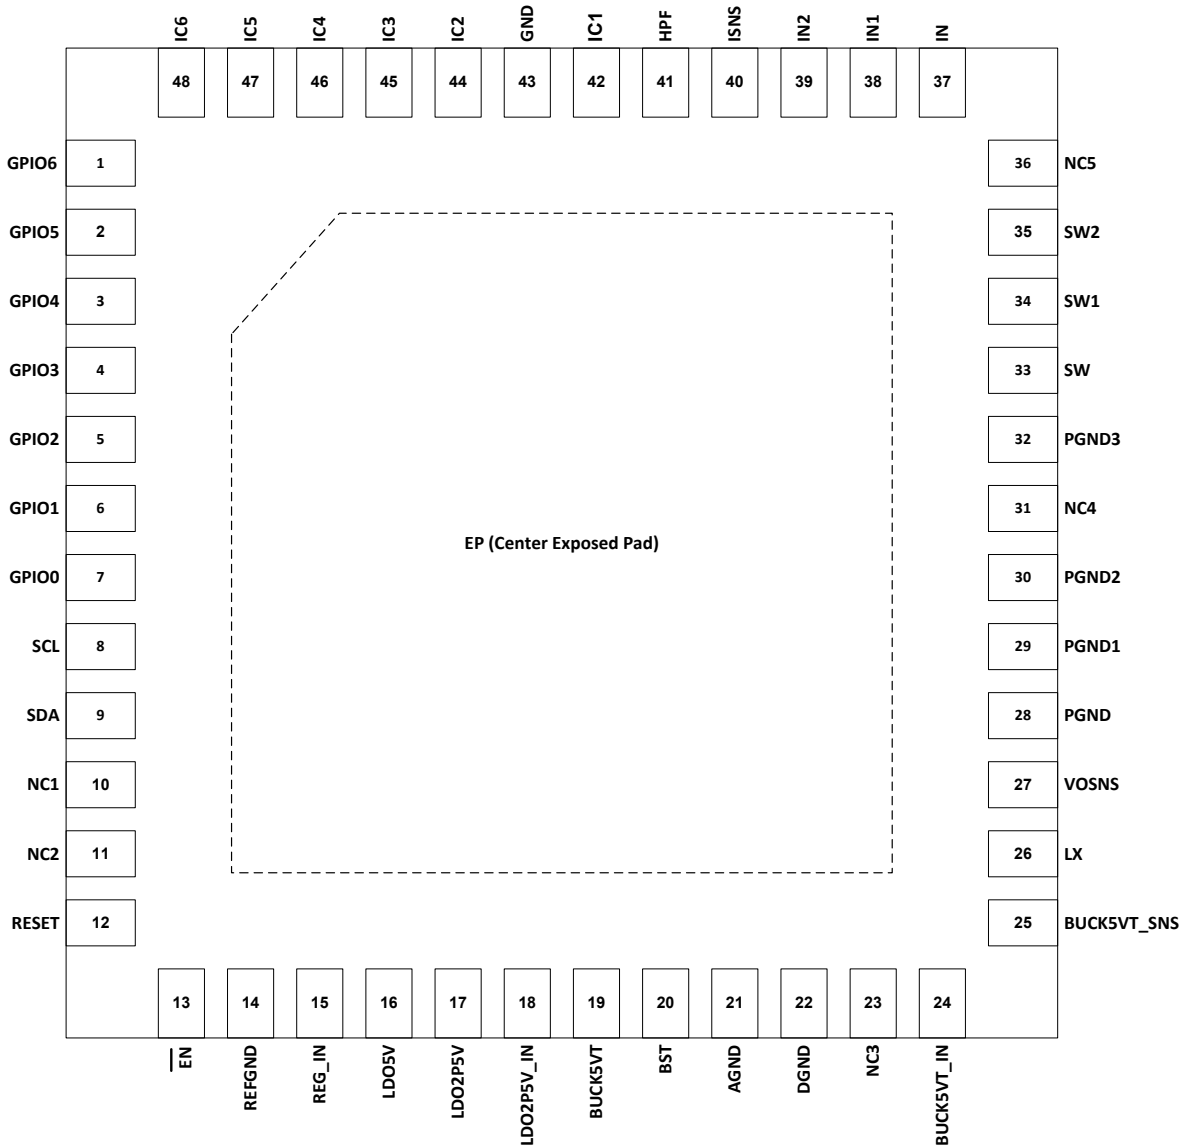 IC6 IC5 IC4 IC3 IC2 GND IC1 HPF ISNS IN2 IN1 IN
48 47 46 45 44 43 42 41 40 39 38 37
GPIO6 1 36 NC5
GPIO5 2 35 SW2
GPIO4 3 34 SW1
GPIO3 4 33 SW
GPIO2 5 32 PGND3
GPIO1 6 31 NC4
EP (Center Exposed Pad)
GPIO0 7 30 PGND2
SCL 8 29 PGND1
SDA 9 28 PGND
NC1 10 27 VOSNS
NC2 11 26 LX
RESET 12 25 BUCK5VT_SNS
13 14 15 16 17 18 19 20 21 22 23 24
EN REFGND REG_IN LDO5V LDO2P5V LDO2P5V_IN BUCK5VT BST AGND DGND NC3 BUCK5VT_IN